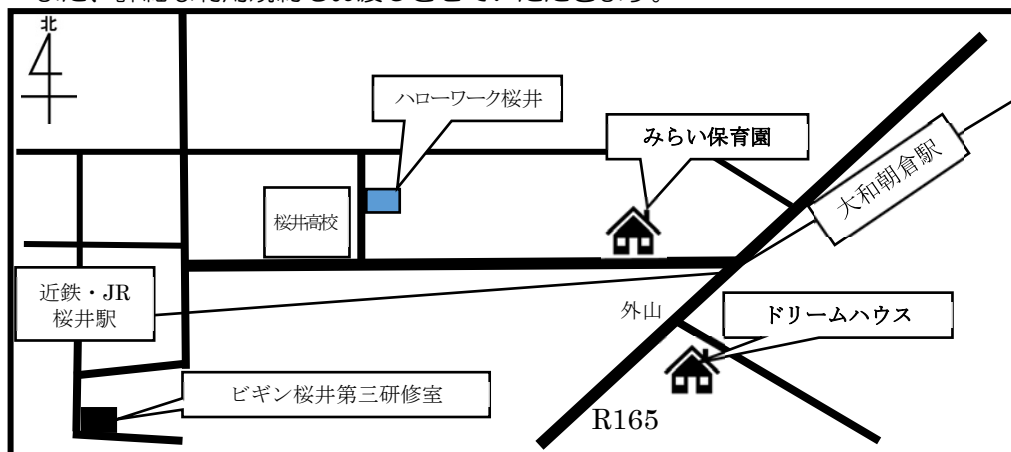 北
ハローワーク桜井
みらい保育園
大和朝倉駅
桜井高校
近鉄・JR
桜井駅
外山
ドリームハウス
ビギン桜井第三研修室
R165